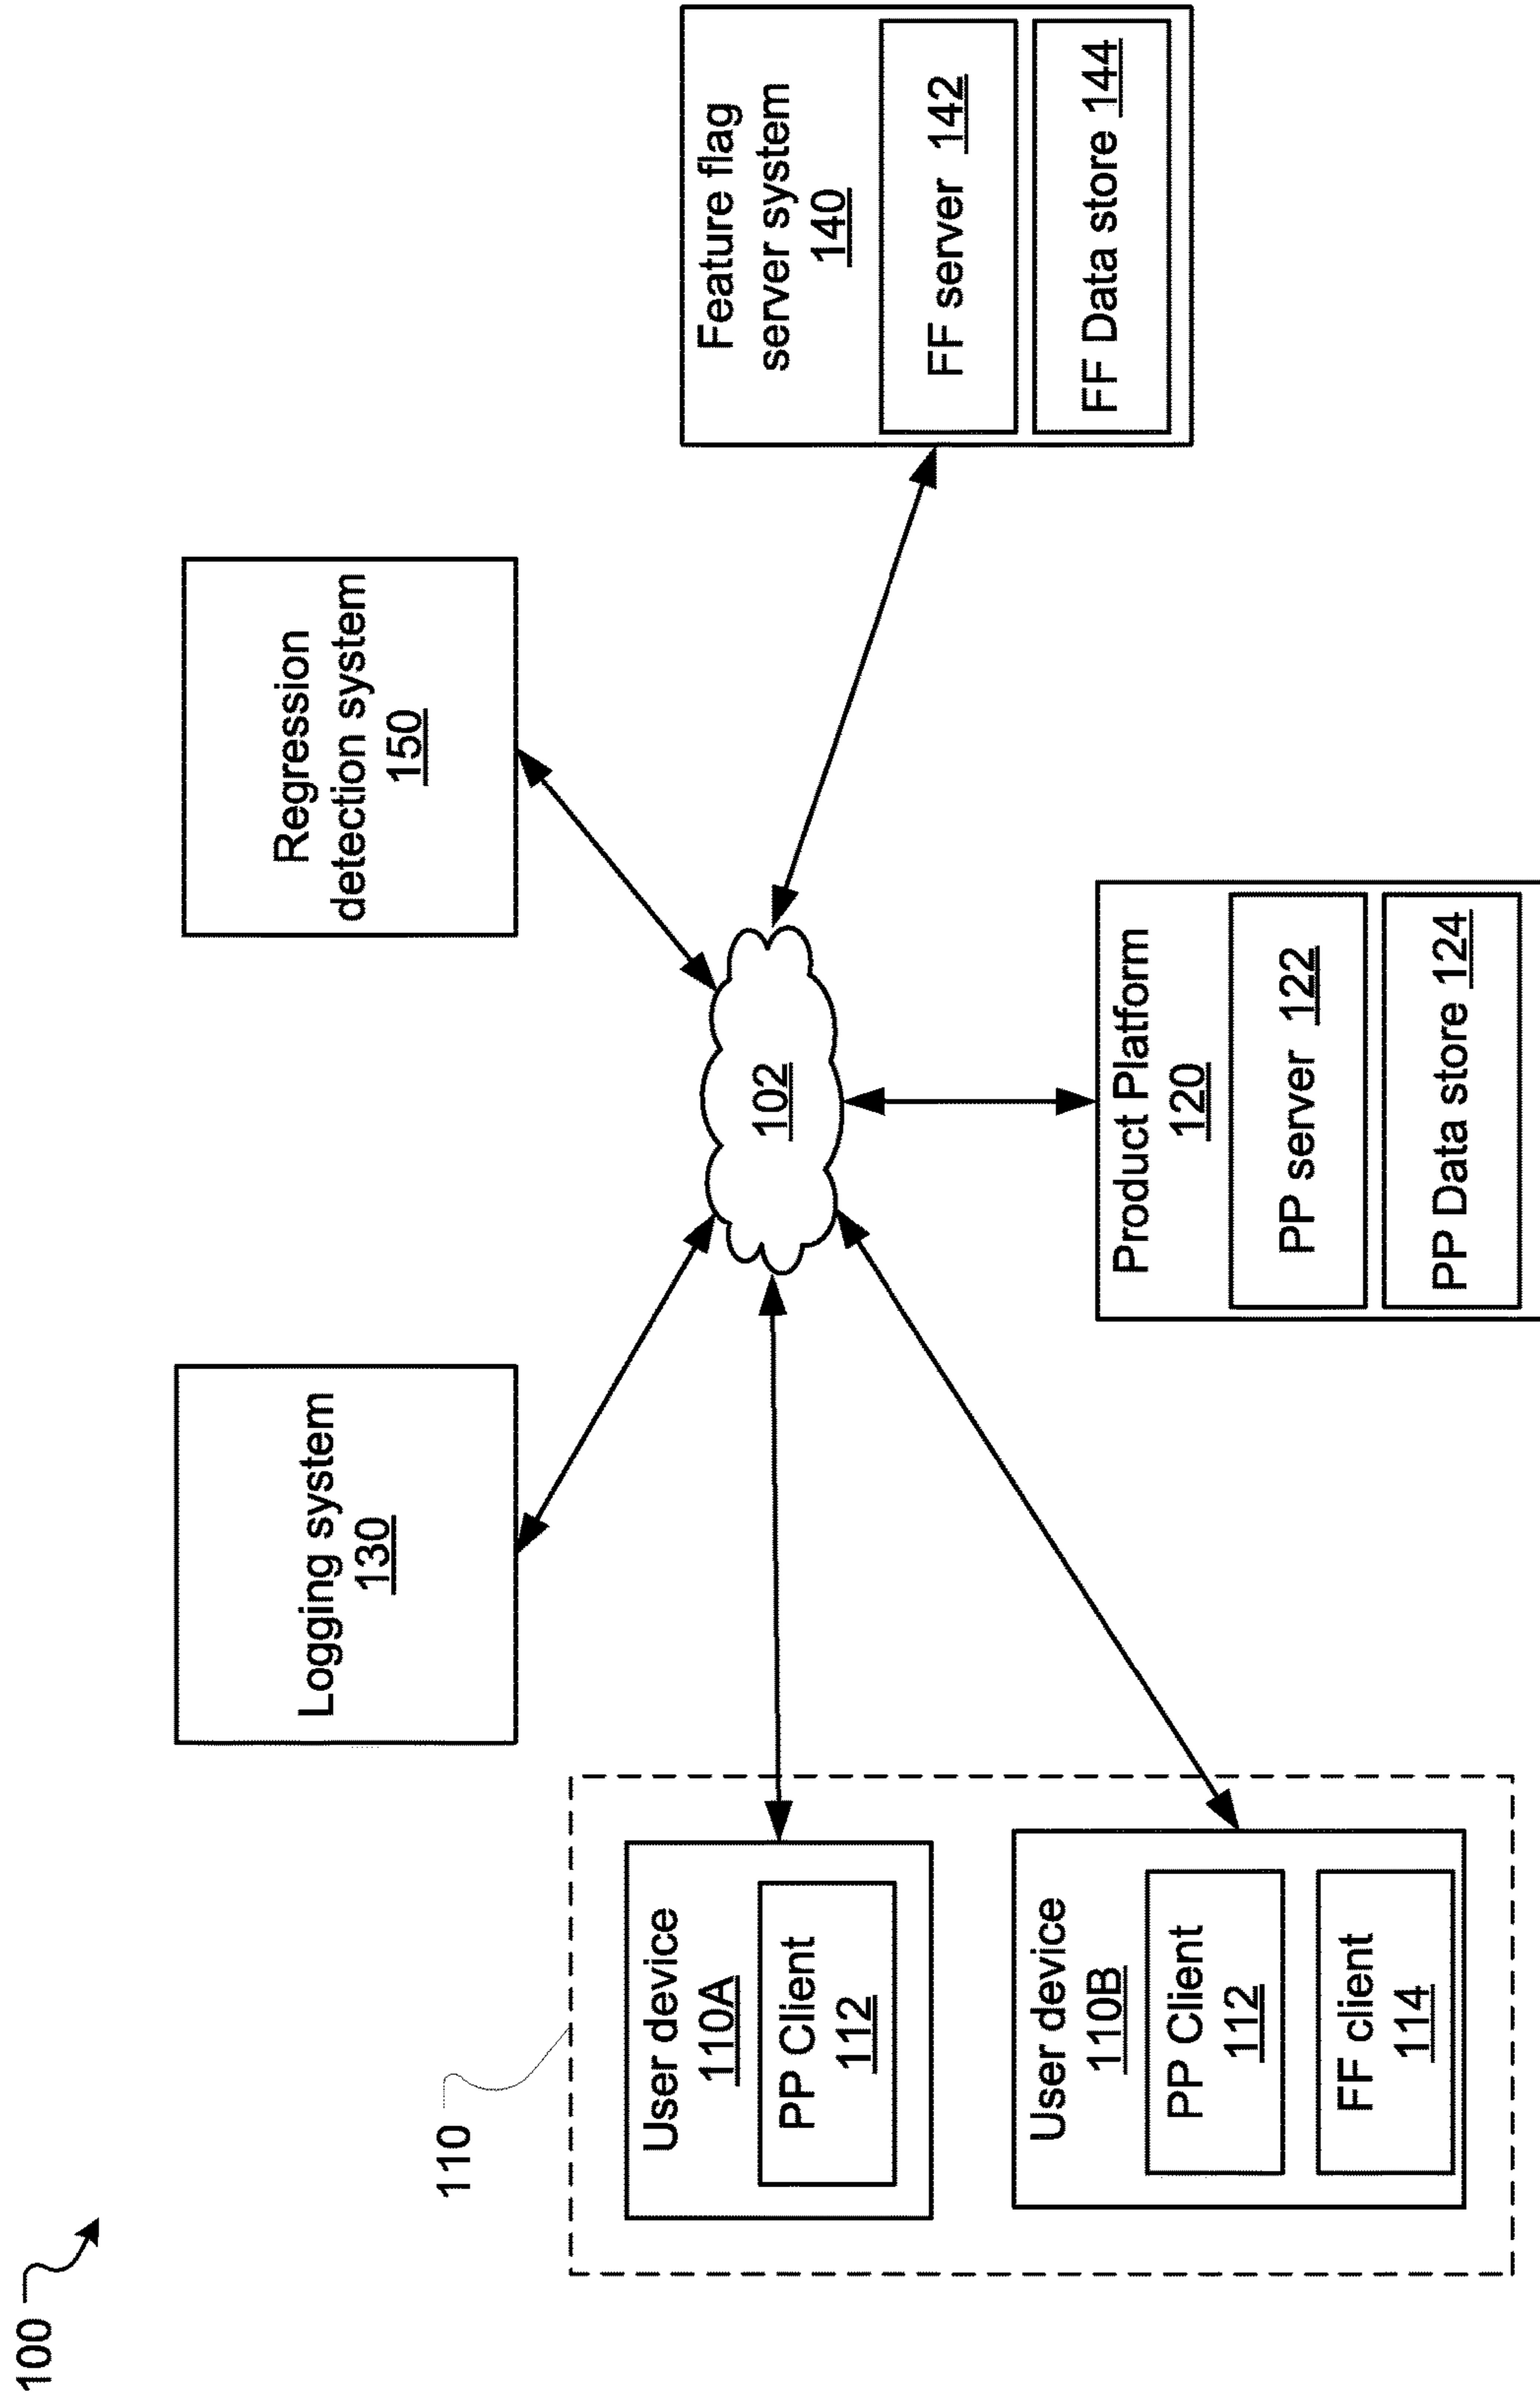 100
Logging system
130
Regression
detection system
150
110
User device
110A
PP Client
112
User device
110B
PP Client
112
FF client
114
102
Product Platform
120
PP server 122
PP Data store 124
Feature flag
server system
140
FF server 142
FF Data store 144